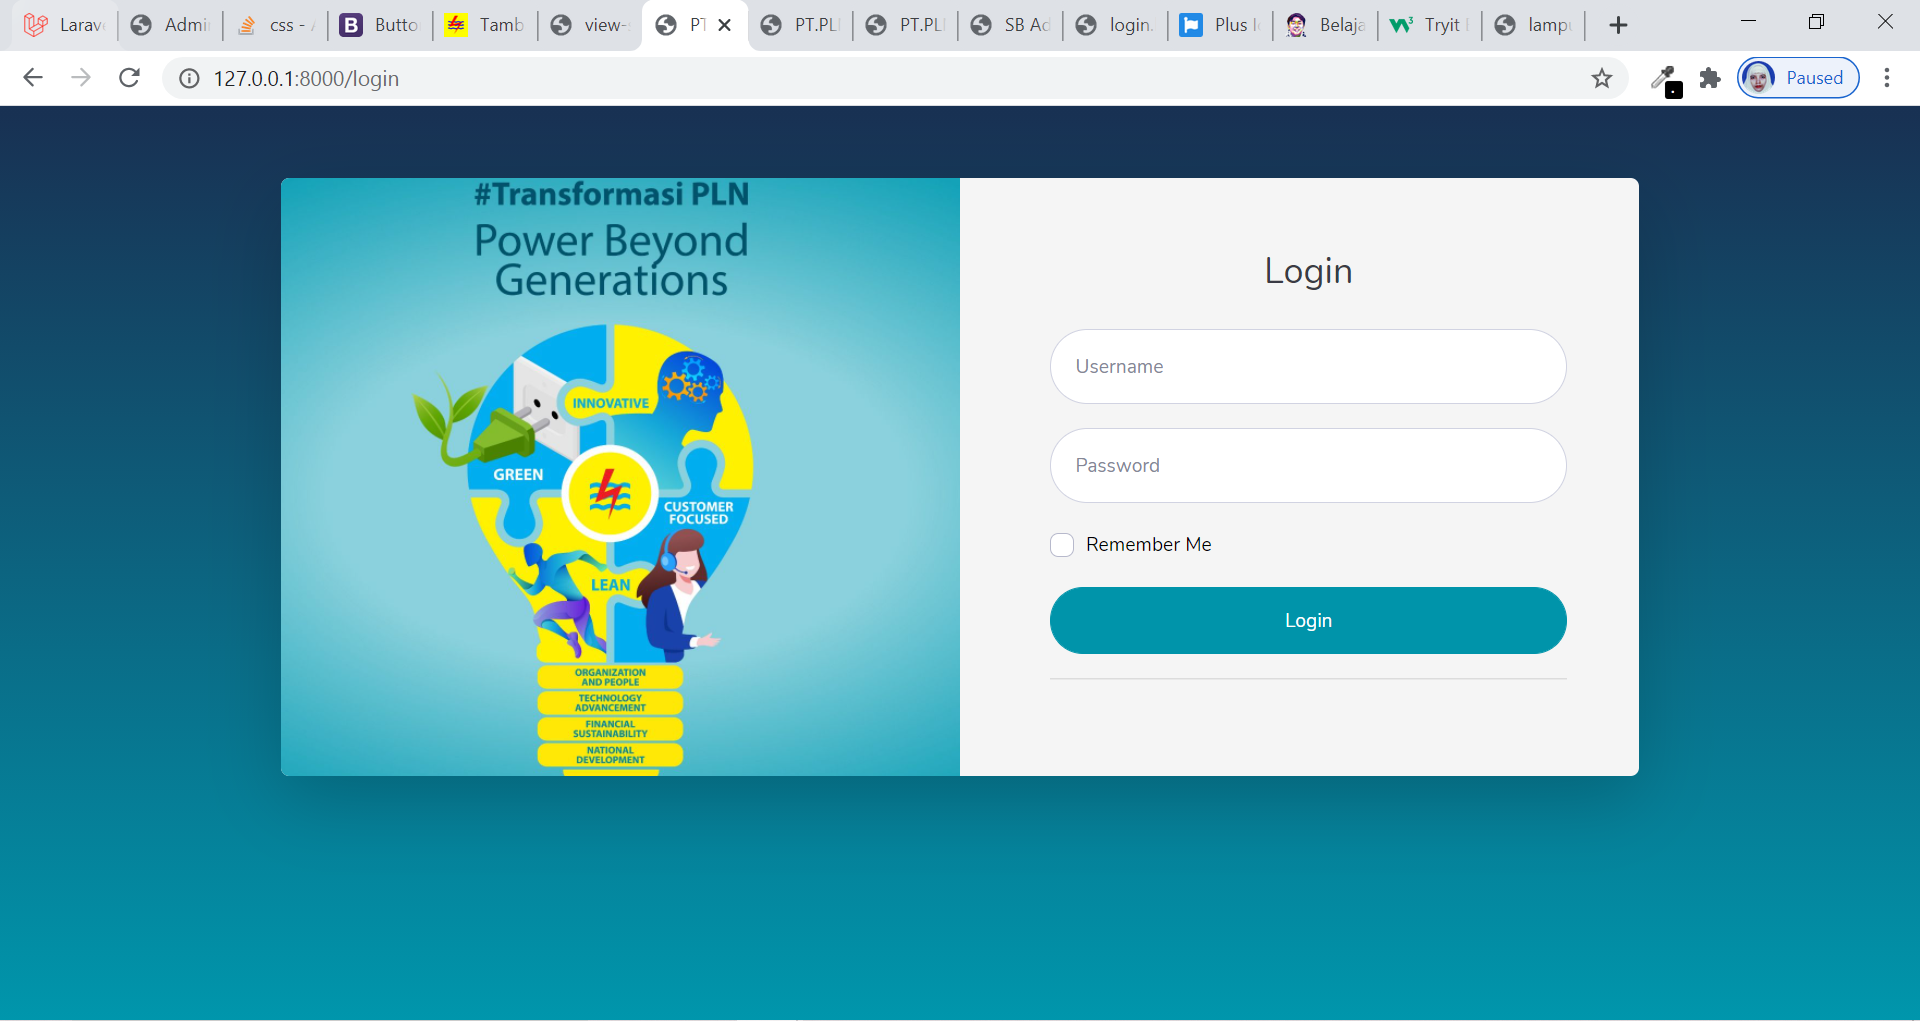 Larav
Admi
css -
Butto
Tamb
view-
PT
PT.PL
PT.PL
SB Ad
login.
Plus I
Belaja
Tryit
lamp
127.0.0.1:8000/login
Paused
#Transformasi PLN
Power Beyond
Generations
INNOVATIVE
GREEN
CUSTOMER
FOCUSED
LEAN
ORGANIZATION
AND PEOPLE
TECHNOLOGY
ADVANCEMENT
FINANCIAL
SUSTAINABILITY
NATIONAL
DEVELOPMENT
Login
Username
Password
Remember Me
Login